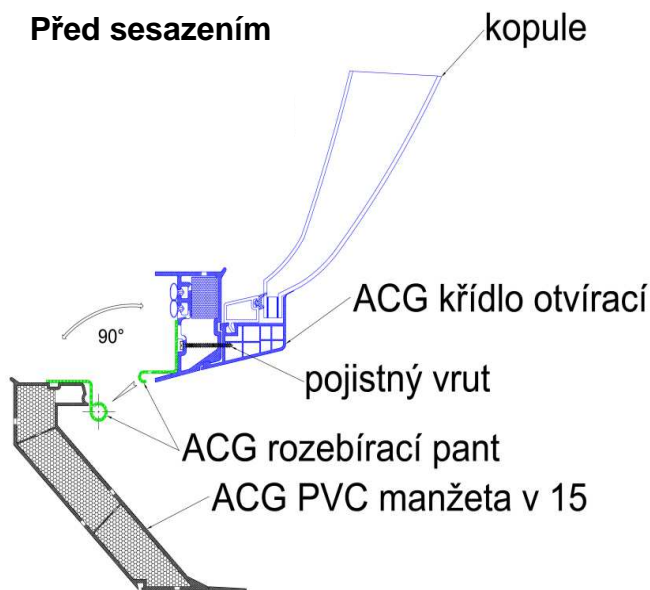 Před sesazením
kopule
ACG křídlo otvírací
90°
pojistný vrut
ACG rozebírací pant
ACG PVC manžeta v 15